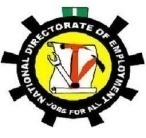 NATIONAL DIRECTORATE OF EMPLOYMENT
JOBS FOR ALL